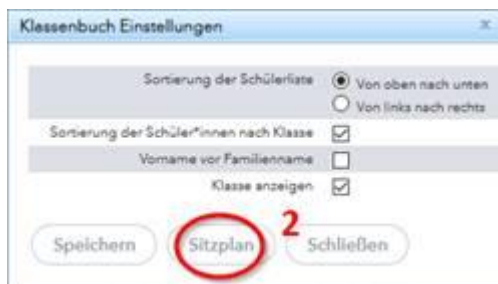 Klassenbuch Einstellungen
Sortierung der Schülerliste Von oben nach unten
Von links nach rechts
Sortierung der Schüler*innen nach Klasse
Vorname vor Familienname
Klasse anzeigen
Speichern Sitzplan 2 Schließen